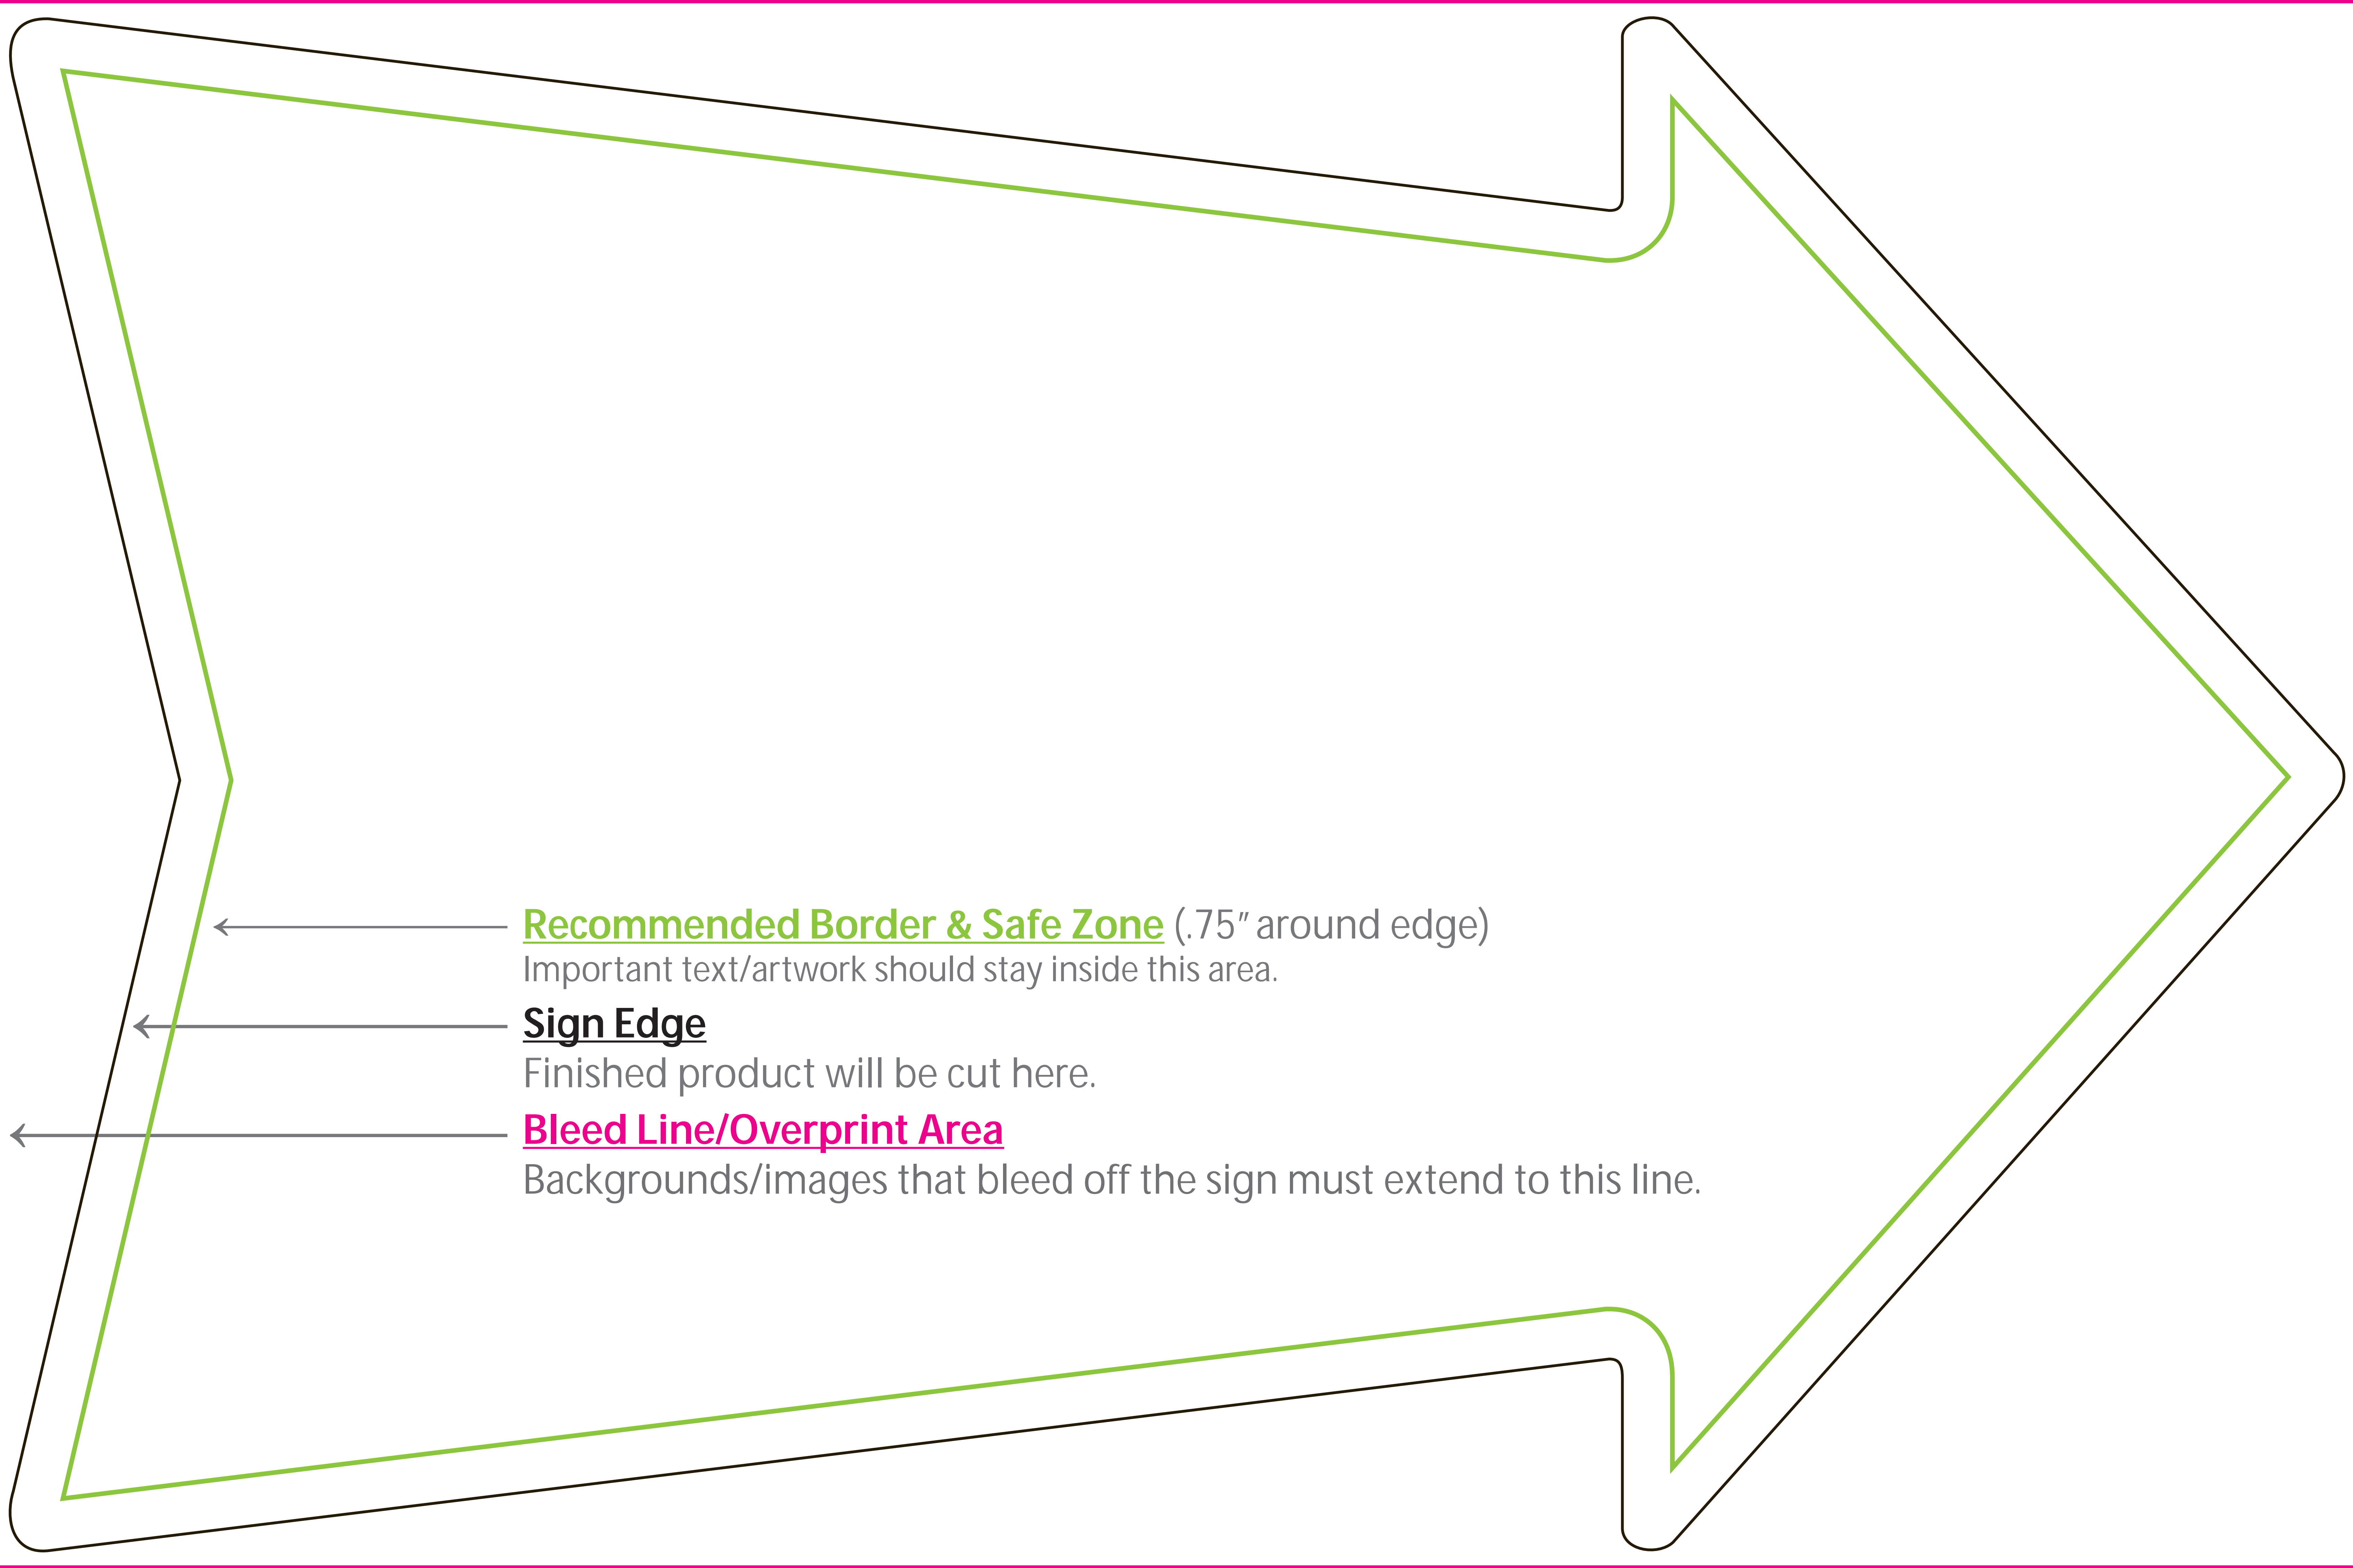 Recommended Border & Safe Zone (.75″ around edge)
Important text/artwork should stay inside this area.
Sign Edge
Finished product will be cut here.
Bleed Line/Overprint Area
Backgrounds/images that bleed off the sign must extend to this line.